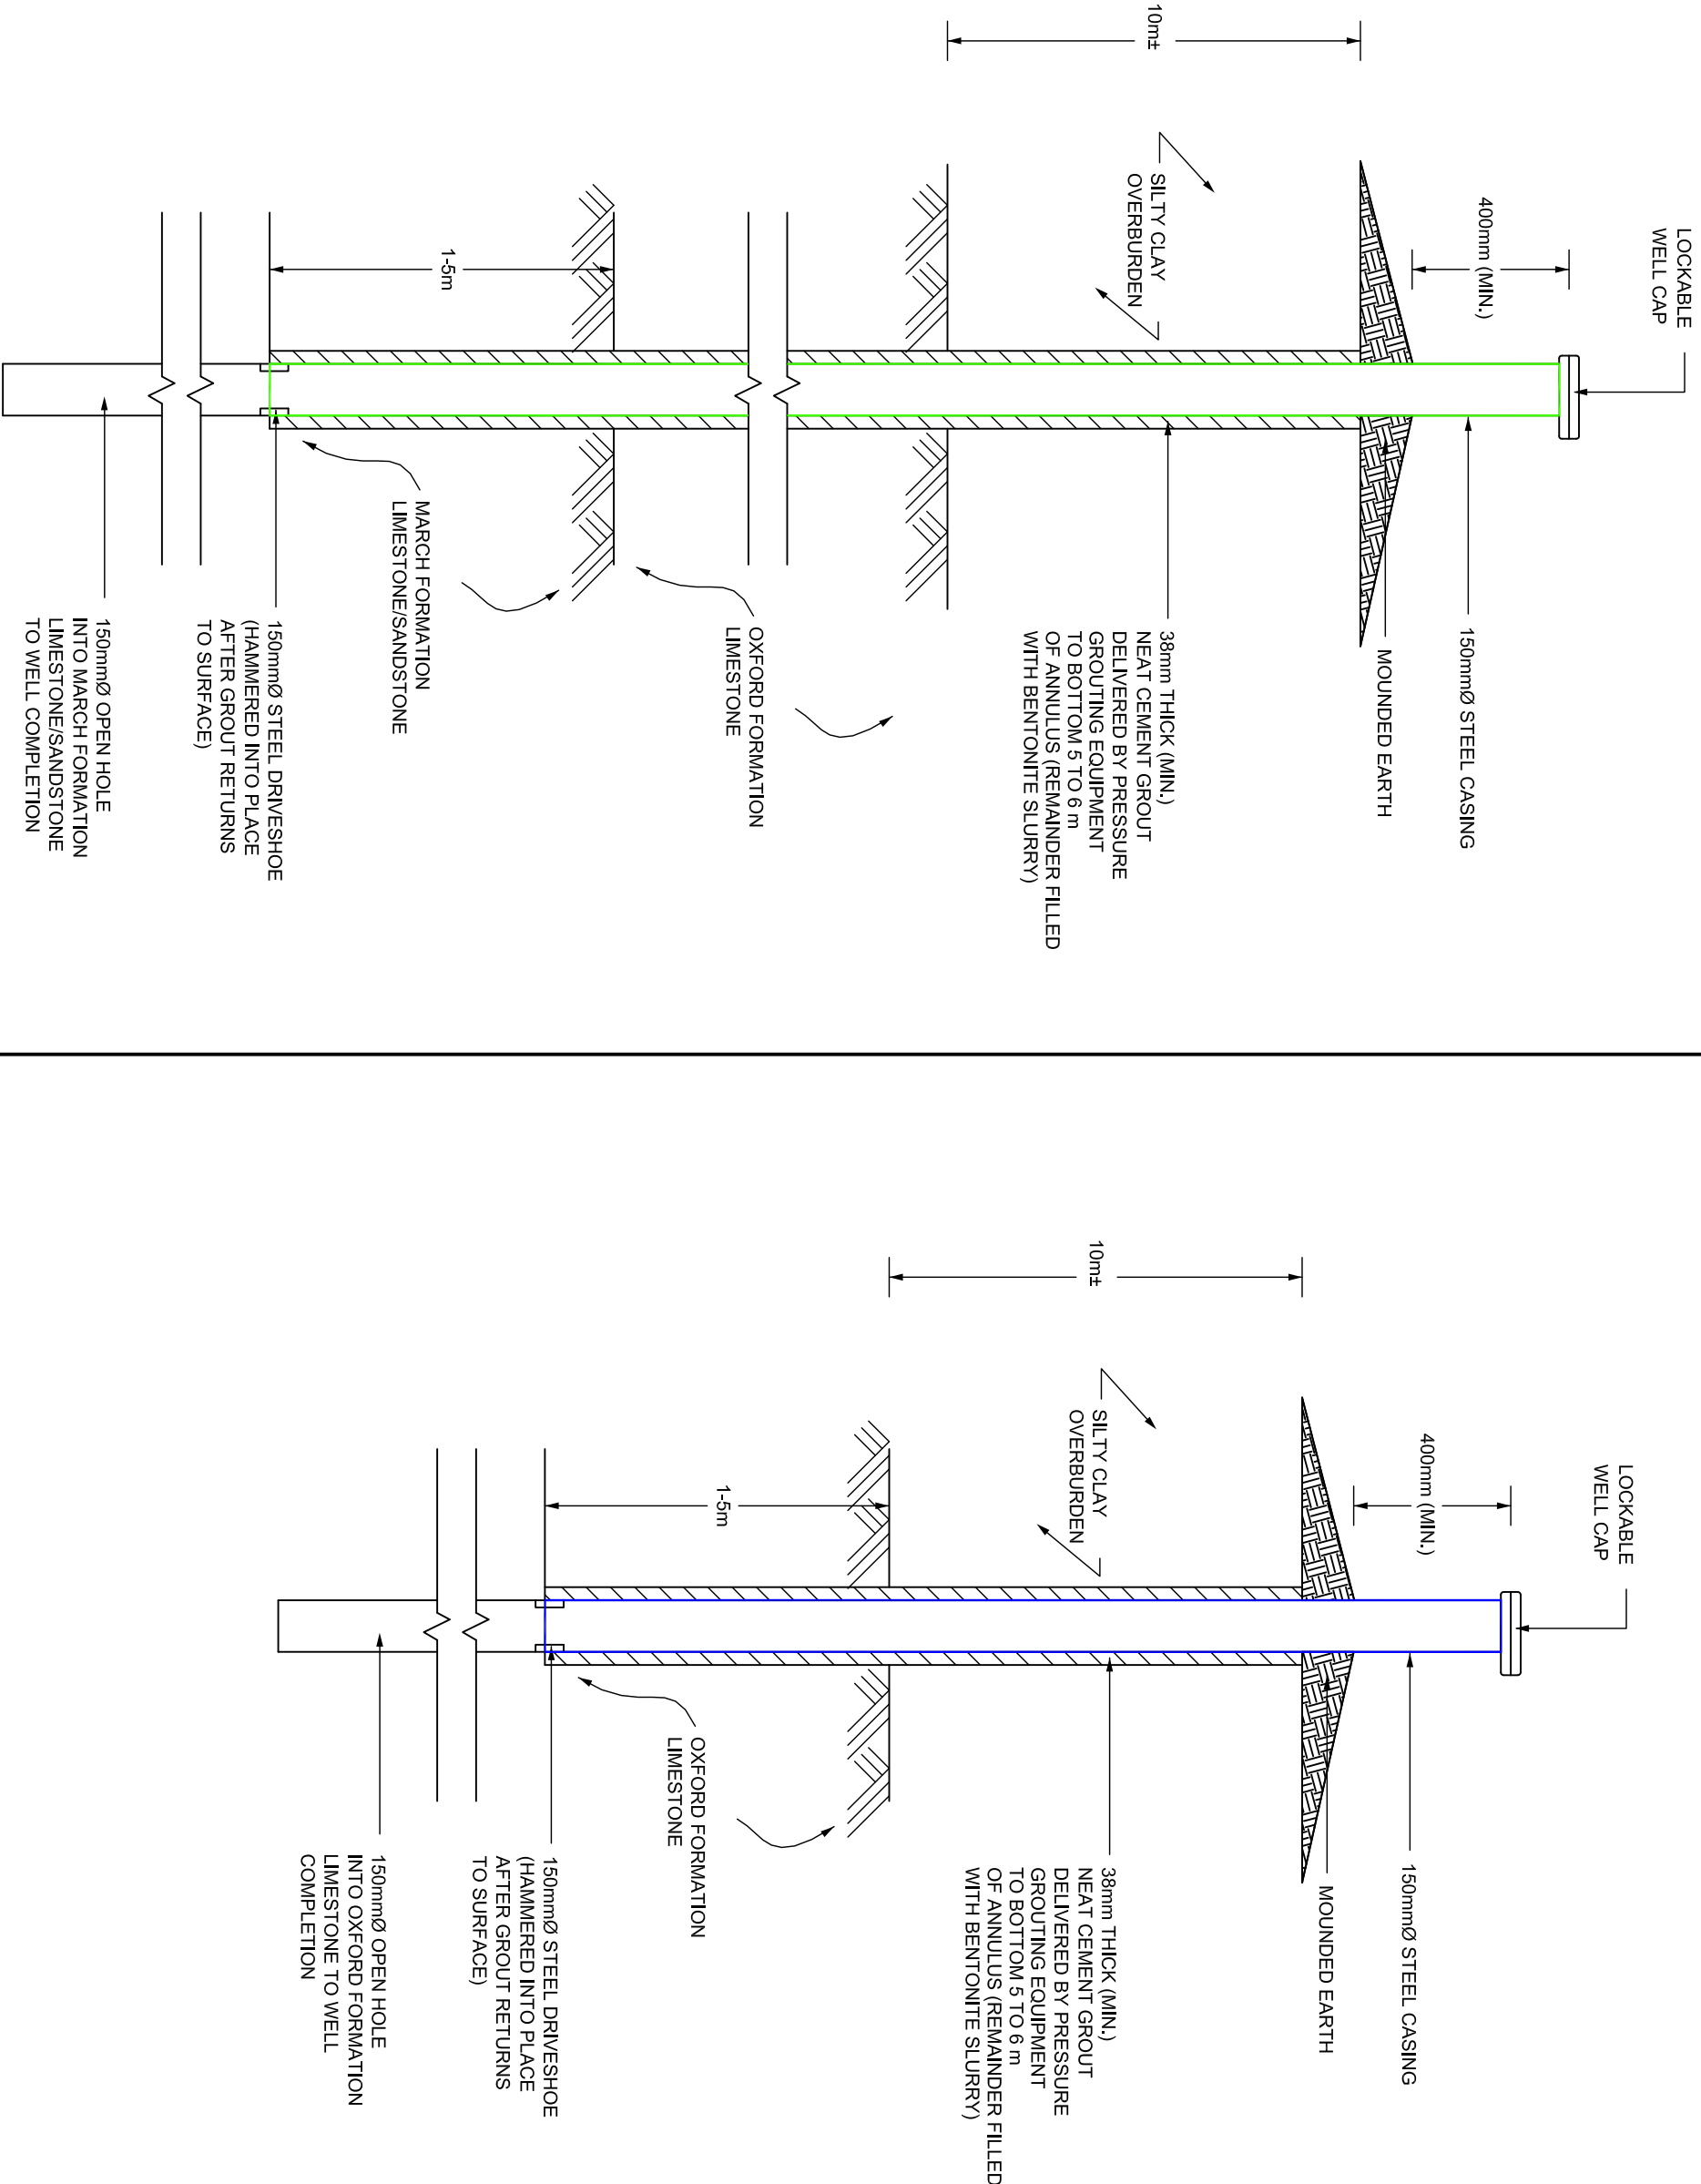 LOCKABLE
WELL CAP
400mm (MIN.)
10m±
SILTY CLAY
OVERBURDEN
1-5m
150mmØ STEEL CASING
MOUNDED EARTH
38mm THICK (MIN.)
NEAT CEMENT GROUT
DELIVERED BY PRESSURE
GROUTING EQUIPMENT
TO BOTTOM 5 TO 6 m
OF ANNULUS (REMAINDER FILLED
WITH BENTONITE SLURRY)
OXFORD FORMATION
LIMESTONE
MARCH FORMATION
LIMESTONE/SANDSTONE
150mmØ STEEL DRIVESHOE
(HAMMERED INTO PLACE
AFTER GROUT RETURNS
TO SURFACE)
150mmØ OPEN HOLE
INTO MARCH FORMATION
LIMESTONE/SANDSTONE
TO WELL COMPLETION
LOCKABLE
WELL CAP
400mm (MIN.)
10m±
SILTY CLAY
OVERBURDEN
1-5m
150mmØ STEEL CASING
MOUNDED EARTH
38mm THICK (MIN.)
NEAT CEMENT GROUT
DELIVERED BY PRESSURE
GROUTING EQUIPMENT
TO BOTTOM 5 TO 6 m
OF ANNULUS (REMAINDER FILLED
WITH BENTONITE SLURRY)
OXFORD FORMATION
LIMESTONE
150mmØ STEEL DRIVESHOE
(HAMMERED INTO PLACE
AFTER GROUT RETURNS
TO SURFACE)
150mmØ OPEN HOLE
INTO OXFORD FORMATION
LIMESTONE TO WELL
COMPLETION